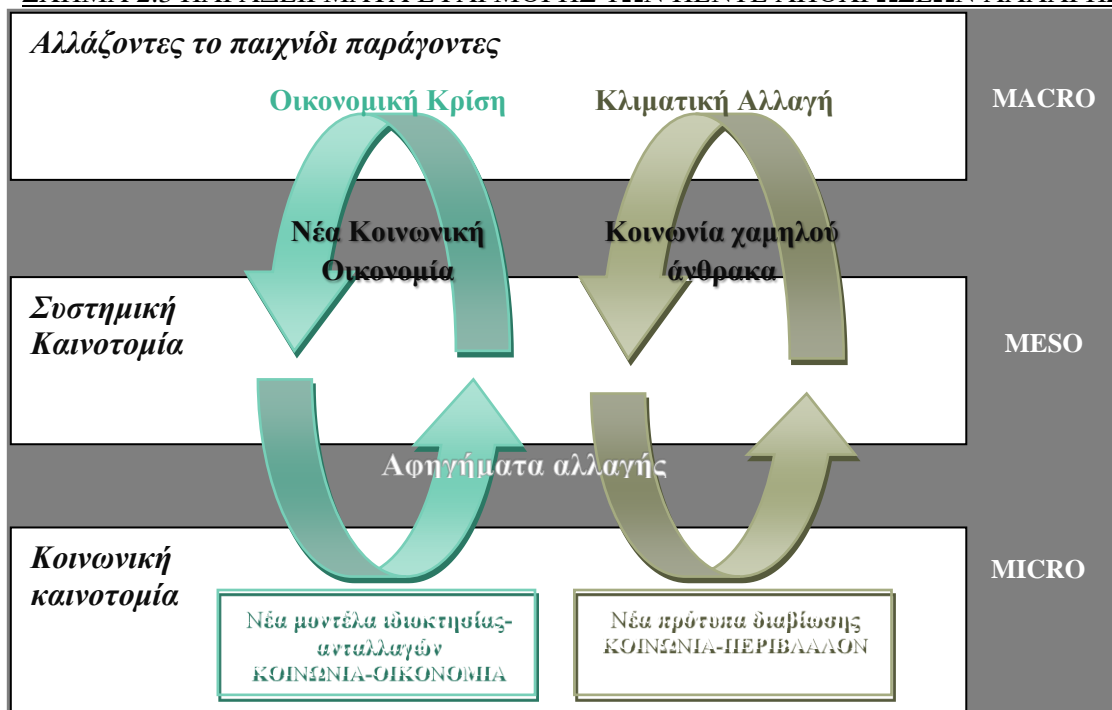 Αλλάζοντες το παιχνίδι παράγοντες
Οικονομική Κρίση
Κλιματική Αλλαγή
MACRO
Νέα Κοινωνική
Οικονομία
Κοινωνία χαμηλού
άνθρακα
Συστημική
Καινοτομία
MESO
Αφηγήματα αλλαγής
Κοινωνική
καινοτομία
MICRO
Νέα μοντέλα ιδιοκτησίας-
ανταλλαγών
ΚΟΙΝΩΝΙΑ-ΟΙΚΟΝΟΜΙΑ
Νέα πρότυπα διαβίωσης
ΚΟΙΝΩΝΙΑ-ΠΕΡΙΒΑΛΛΟΝ